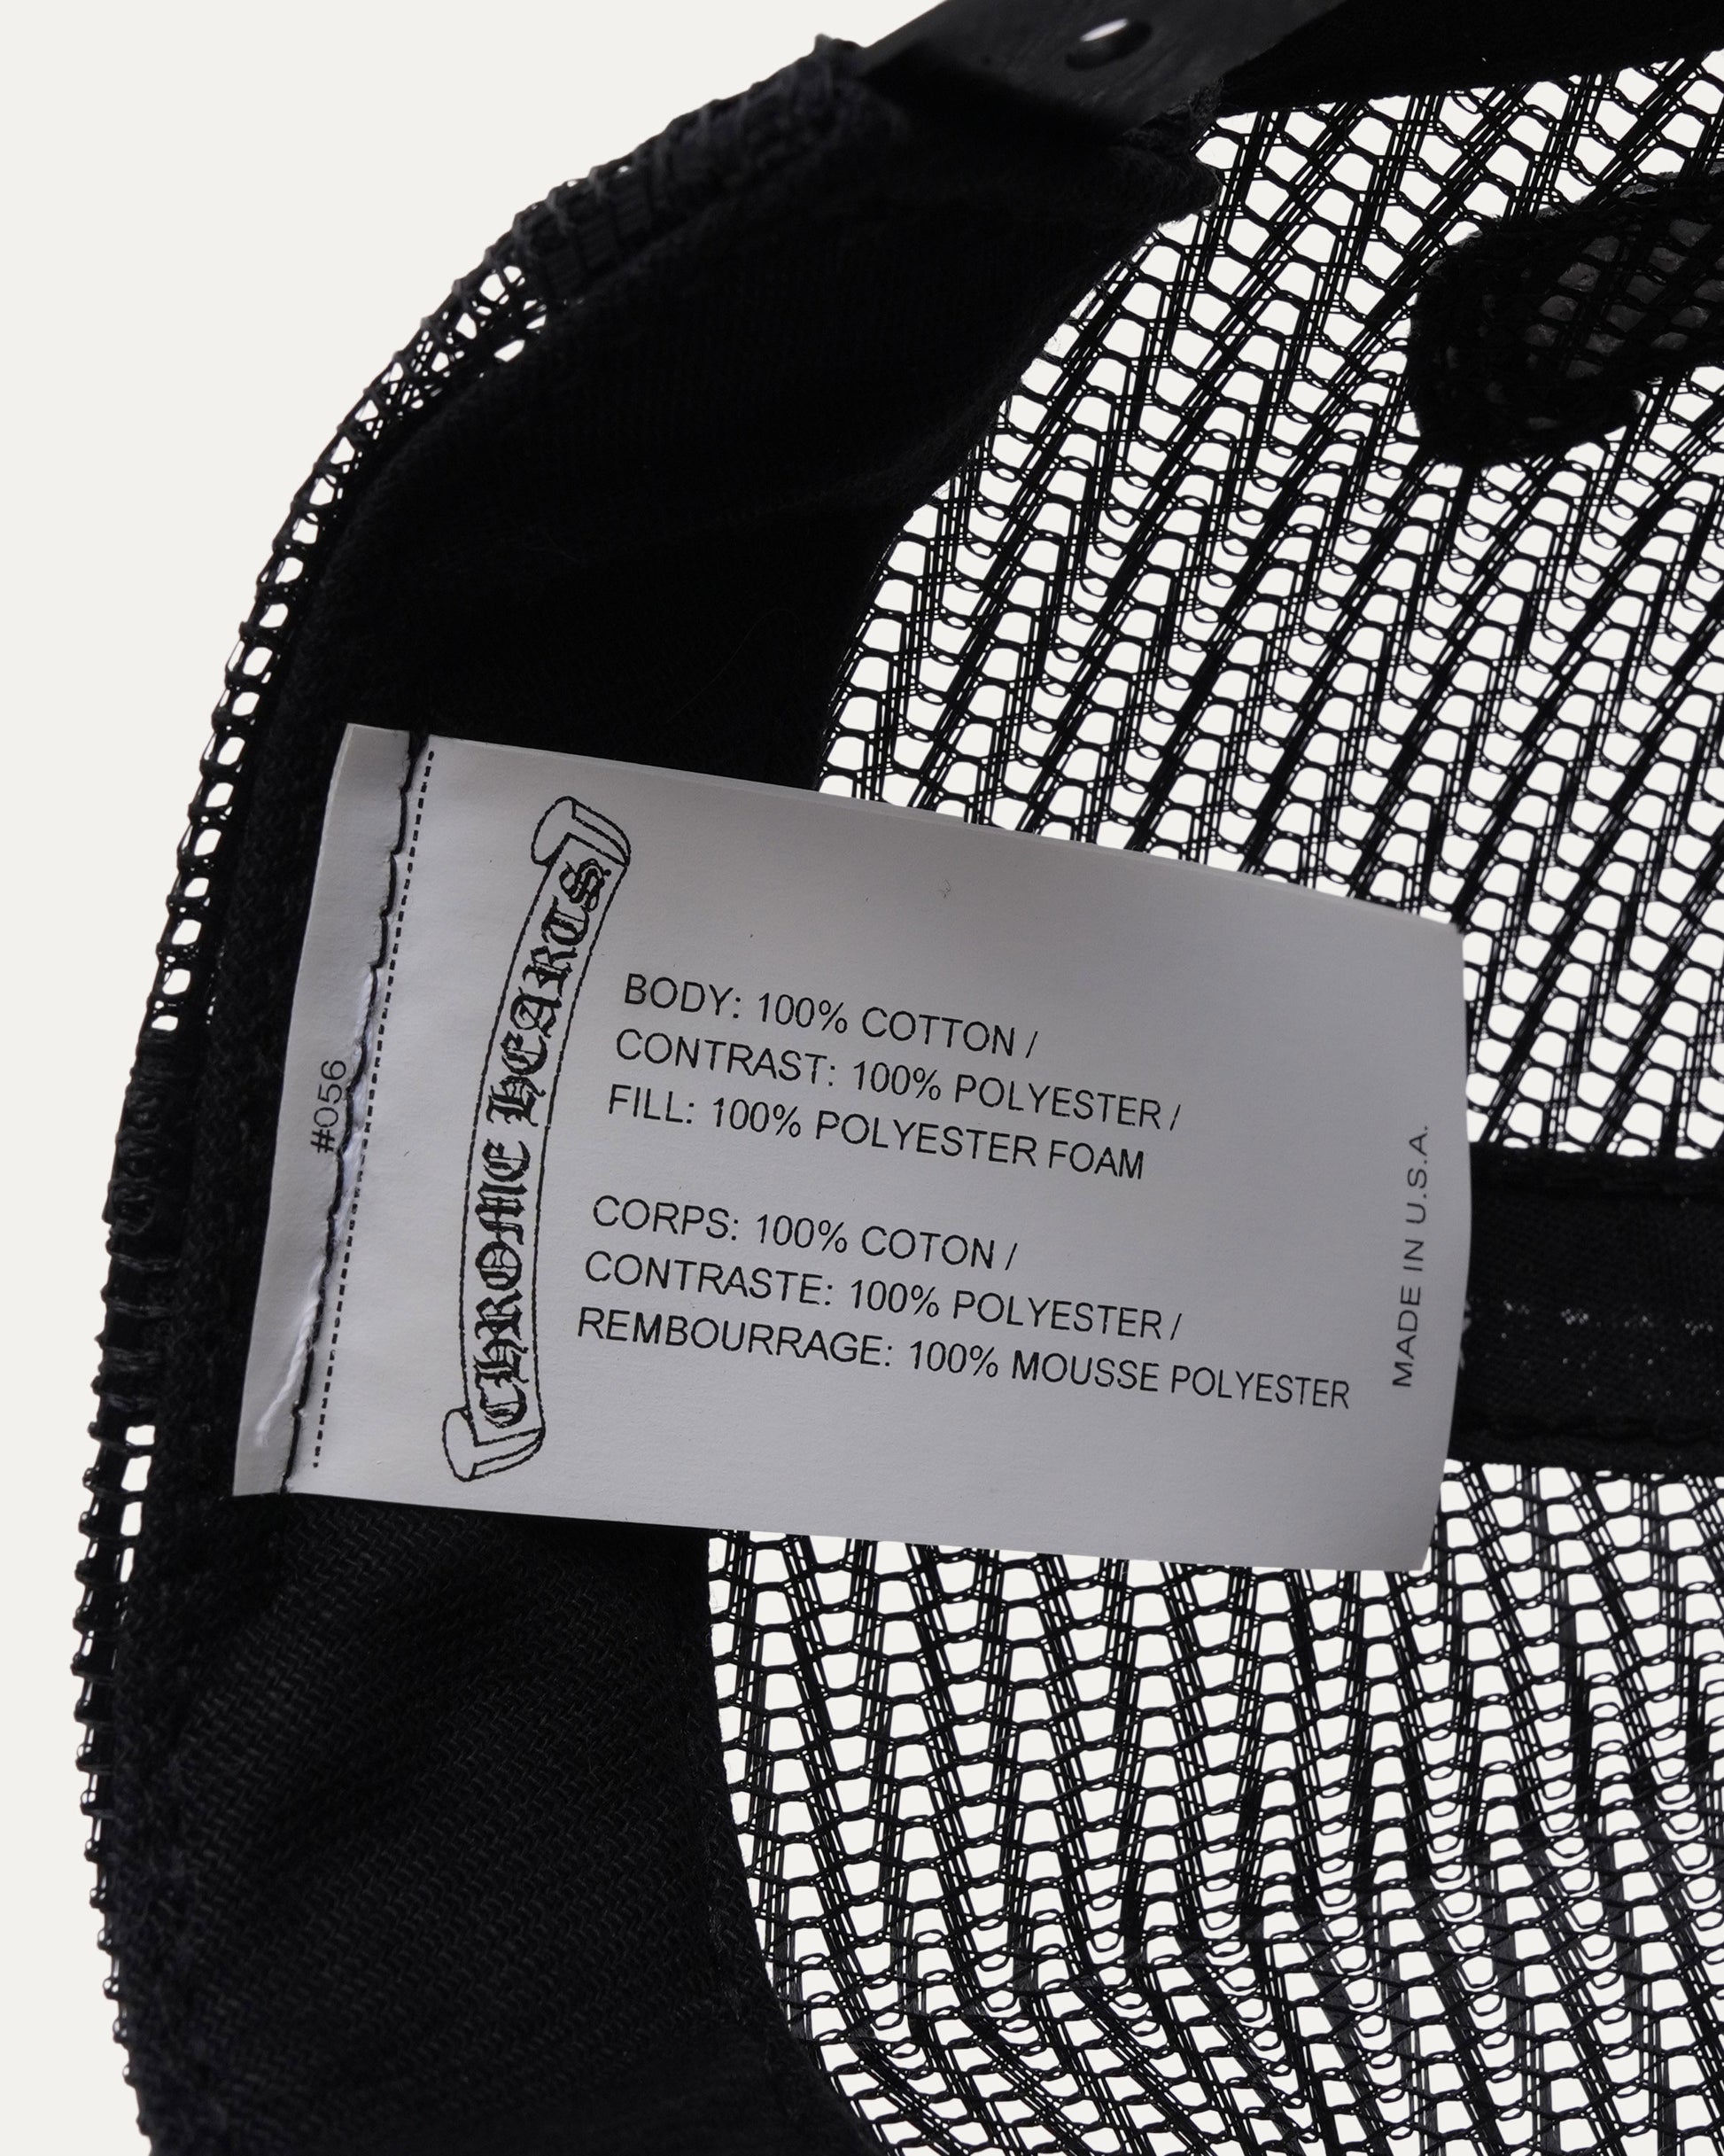 #056
CHROME HEARTS
BODY: 100% COTTON /
CONTRAST: 100% POLYESTER /
FILL: 100% POLYESTER FOAM
CORPS: 100% COTON /
CONTRASTE: 100% POLYESTER /
REMBOURRAGE: 100% MOUSSE POLYESTER
MADE IN U.S.A.